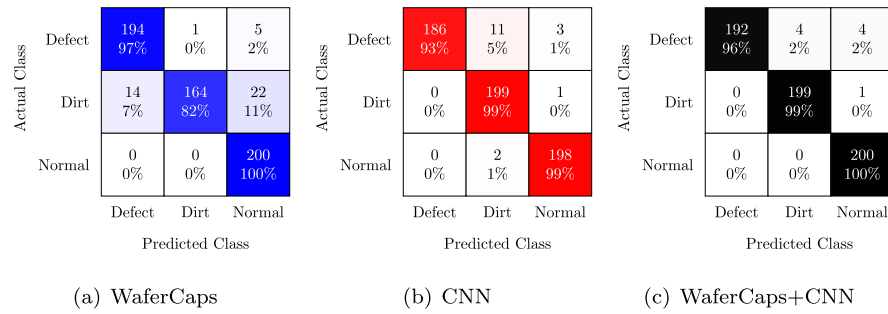 Actual Class
Defect
194 1 5
97% 0% 2%
Dirt
14 164 22
7% 82% 11%
Normal
0 0 200
0% 0% 100%
Defect Dirt Normal
Predicted Class
(a) WaferCaps
Actual Class
Defect
186 11 3
93% 5% 1%
Dirt
0 199 1
0% 99% 0%
Normal
0 2 198
0% 1% 99%
Defect Dirt Normal
Predicted Class
(b) CNN
Actual Class
Defect
192 4 4
96% 2% 2%
Dirt
0 199 1
0% 99% 0%
Normal
0 0 200
0% 0% 100%
Defect Dirt Normal
Predicted Class
(c) WaferCaps+CNN